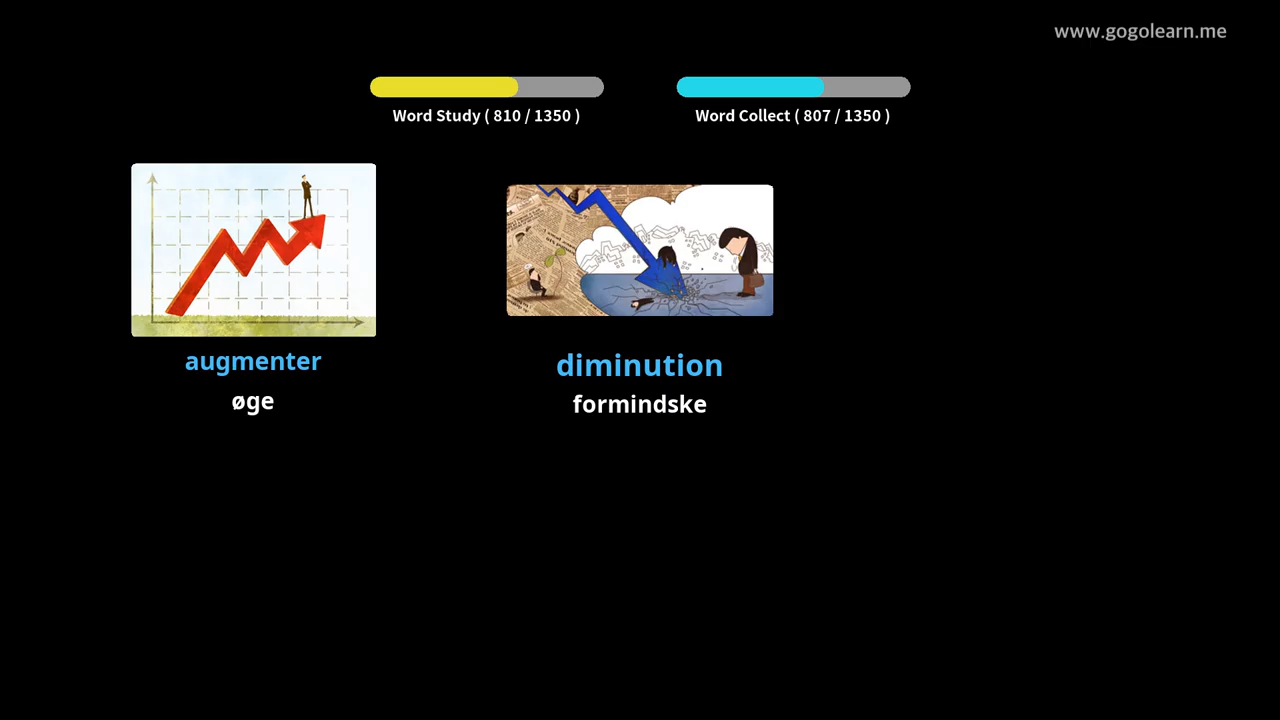 www.gogolearn.me
Word Study ( 810 / 1350 )
Word Collect ( 807 / 1350 )
augmenter
øge
diminution
formindske